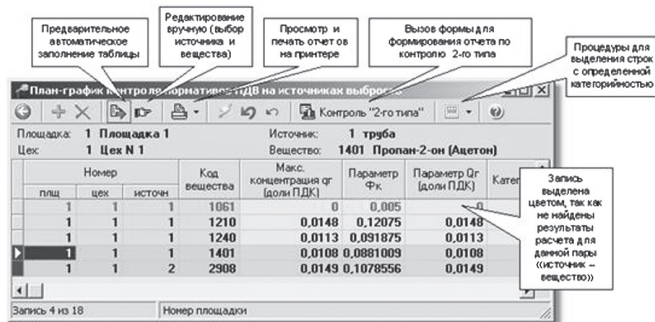 Предварительное
автоматическое
заполнение таблицы
Редактирование
вручную (выбор
источника и
вещества)
Просмотр и
печать отчетов
на принтере
Вызов формы для
формирования отчета по
контролю 2-го типа
Процедуры для
выделения строк
с определенной
категорийностью
План-график контроля нормативов ПДВ на источниках выброс
Контроль "2-го типа"
Площадка: 1 Площадка 1 Источник: 1 труба
Цех: 1 Цех N 1 Вещество: 1401 Пропан-2-он (Ацетон)
Номер Код вещества Макс. концентрация qr (доли ПДК) Параметр Фк Параметр Qr (доли ПДК) Катег
плщ цех источн
1 1 1 1061 0 0,005 0
1 1 1 1210 0,0148 0,12075 0,0148
1 1 1 1240 0,0113 0,091875 0,0113
1 1 1 1401 0,0108 0,0881009 0,0108
1 1 2 2908 0,0149 0,1078556 0,0149
Запись
выделена
цветом, так как
не найдены
результаты
расчета для
данной пары
«источник –
вещество»
Запись 4 из 18 Номер площадки